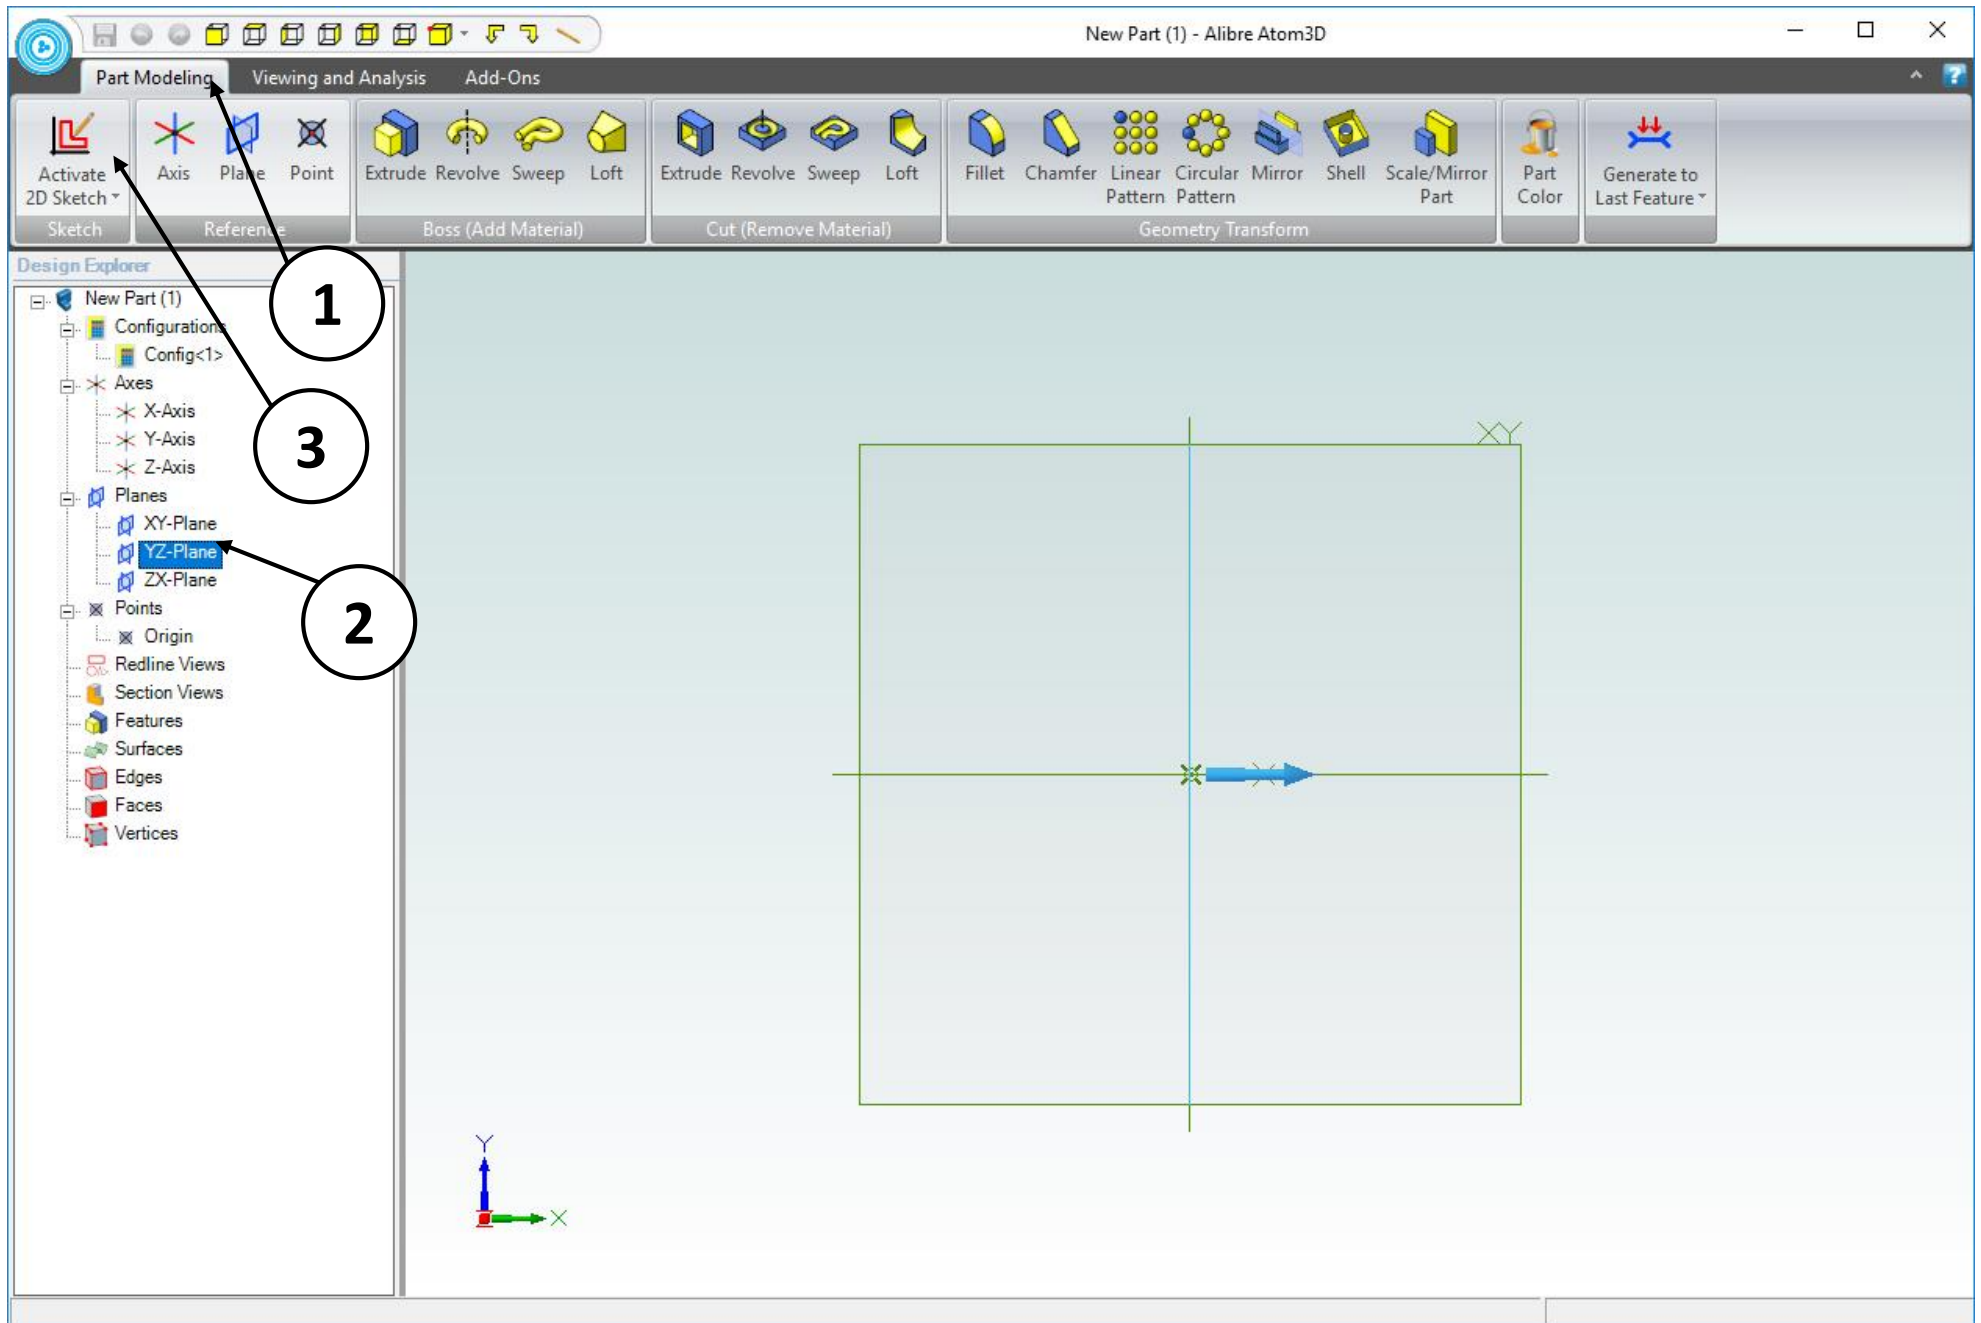 New Part (1) - Alibre Atom3D
Part Modeling Viewing and Analysis Add-Ons
Activate 2D Sketch
Axis Plane Point
Extrude Revolve Sweep Loft
Extrude Revolve Sweep Loft
Fillet Chamfer Linear Pattern Circular Pattern Mirror Shell Scale/Mirror Part
Part Color
Generate to Last Feature
Sketch Reference Boss (Add Material) Cut (Remove Material) Geometry Transform
Design Explorer
New Part (1)
Configurations
Config<1>
Axes
X-Axis
Y-Axis
Z-Axis
Planes
XY-Plane
YZ-Plane
ZX-Plane
Points
Origin
Redline Views
Section Views
Features
Surfaces
Edges
Faces
Vertices
1
3
2
XY
X
Y
X